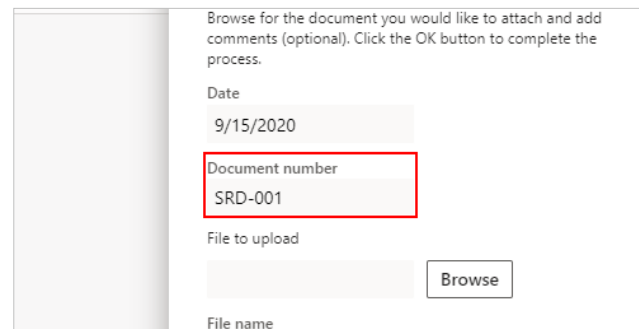 Browse for the document you would like to attach and add
comments (optional). Click the OK button to complete the
process.
Date
9/15/2020
Document number
SRD-001
File to upload
Browse
File name